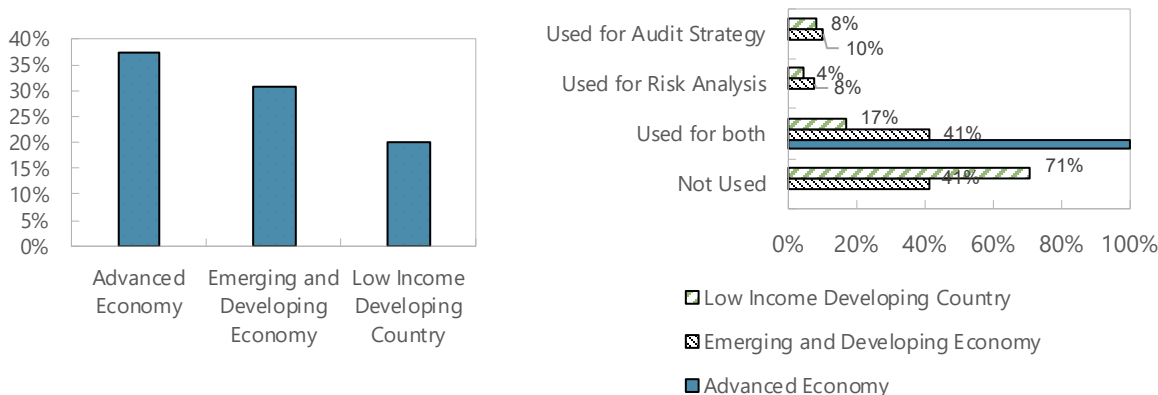 40%
35%
30%
25%
20%
15%
10%
5%
0%
Advanced
Economy
Emerging and
Developing
Economy
Low Income
Developing
Country
Used for Audit Strategy
8%
10%
Used for Risk Analysis
4%
8%
Used for both
17%
41%
Not Used
71%
41%
0% 20% 40% 60% 80% 100%
Low Income Developing Country
Emerging and Developing Economy
Advanced Economy